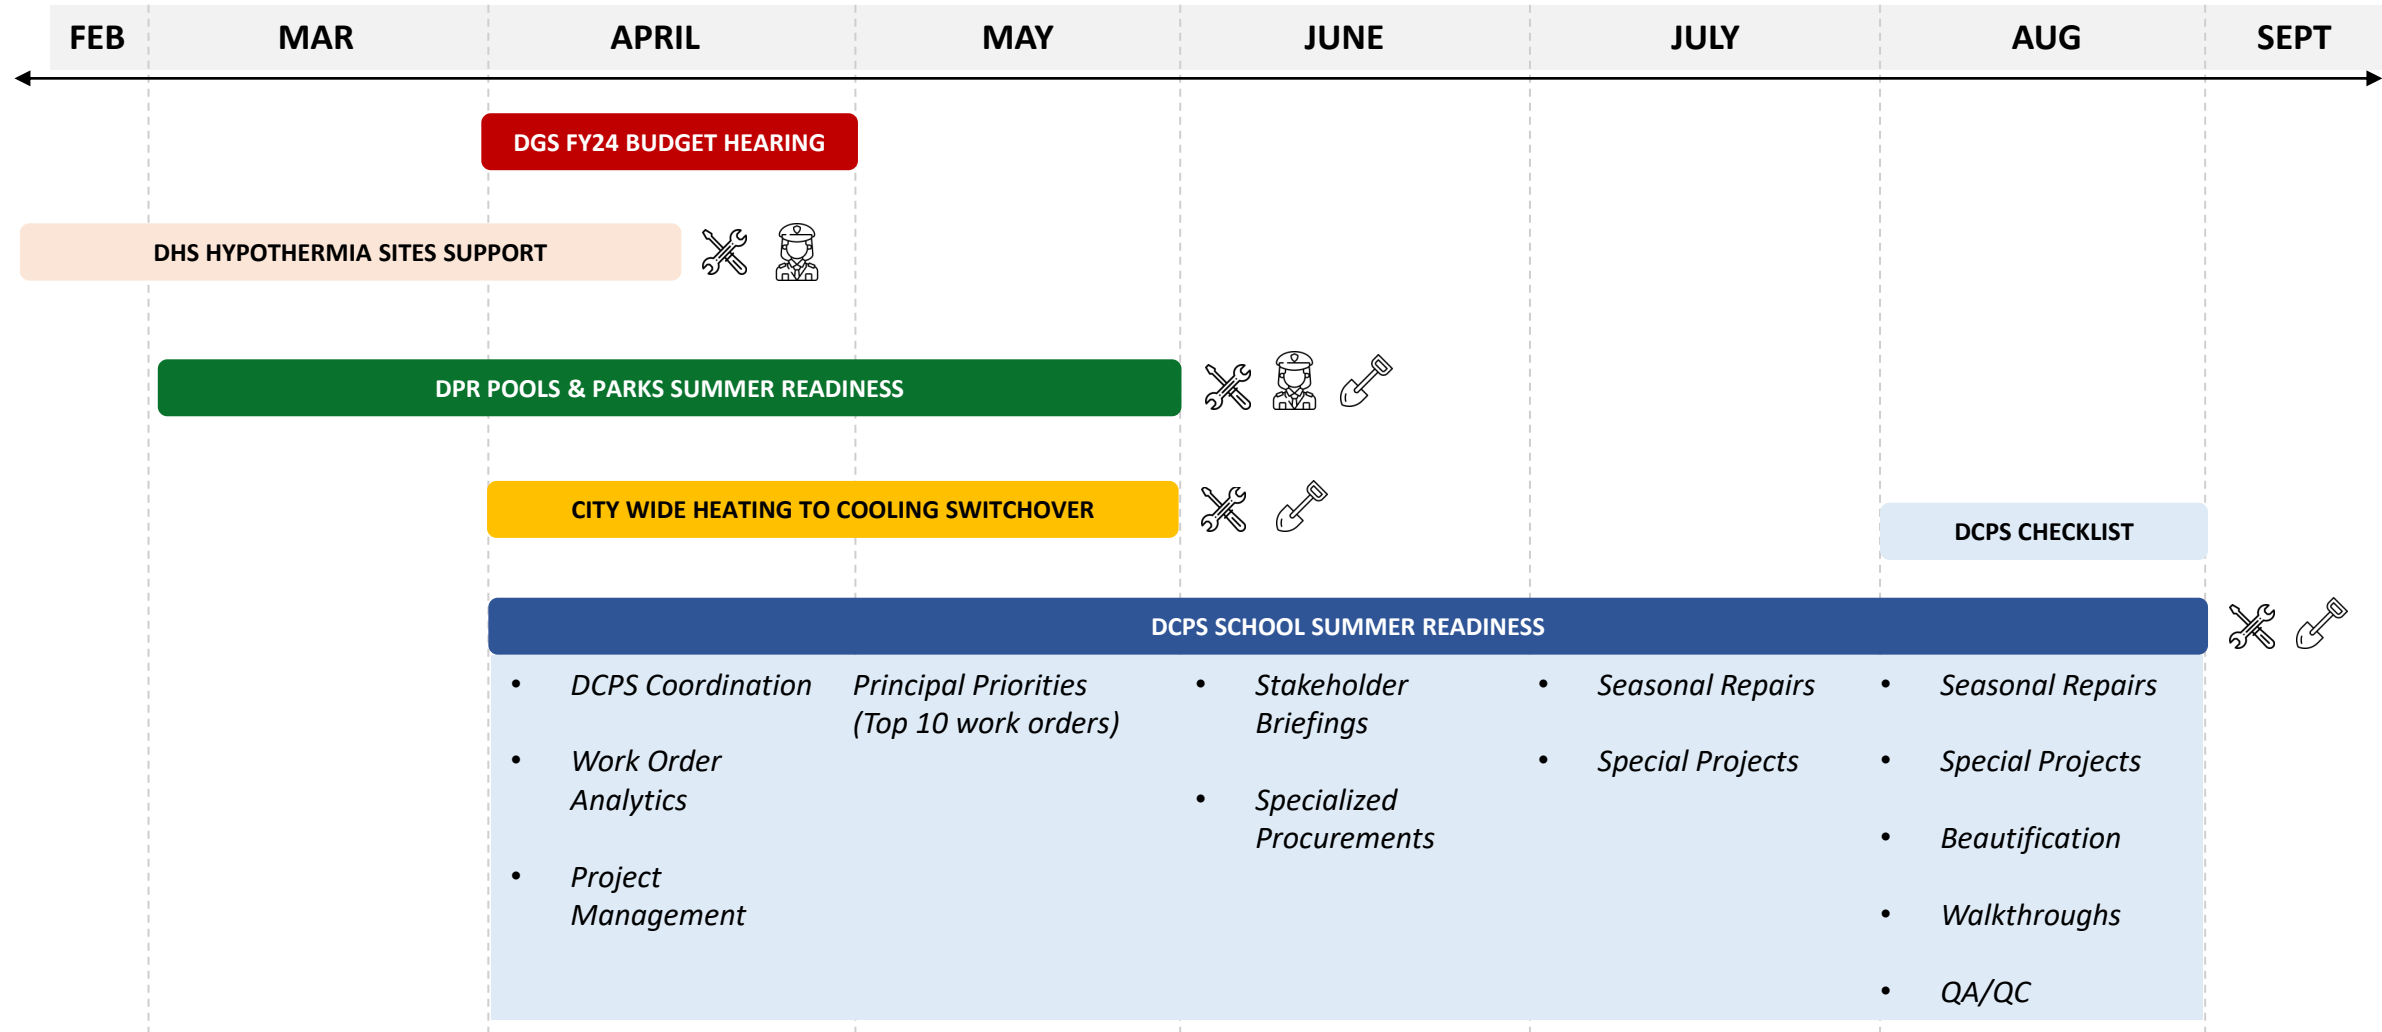 FEB MAR APRIL MAY JUNE JULY AUG SEPT
DGS FY24 BUDGET HEARING
DHS HYPOTHERMIA SITES SUPPORT
DPR POOLS & PARKS SUMMER READINESS
CITY WIDE HEATING TO COOLING SWITCHOVER
DCPS CHECKLIST
DCPS SCHOOL SUMMER READINESS
• DCPS Coordination
• Work Order
Analytics
• Project
Management
Principal Priorities
(Top 10 work orders)
• Stakeholder
Briefings
• Specialized
Procurements
• Seasonal Repairs
• Special Projects
• Seasonal Repairs
• Special Projects
• Beautification
• Walkthroughs
• QA/QC